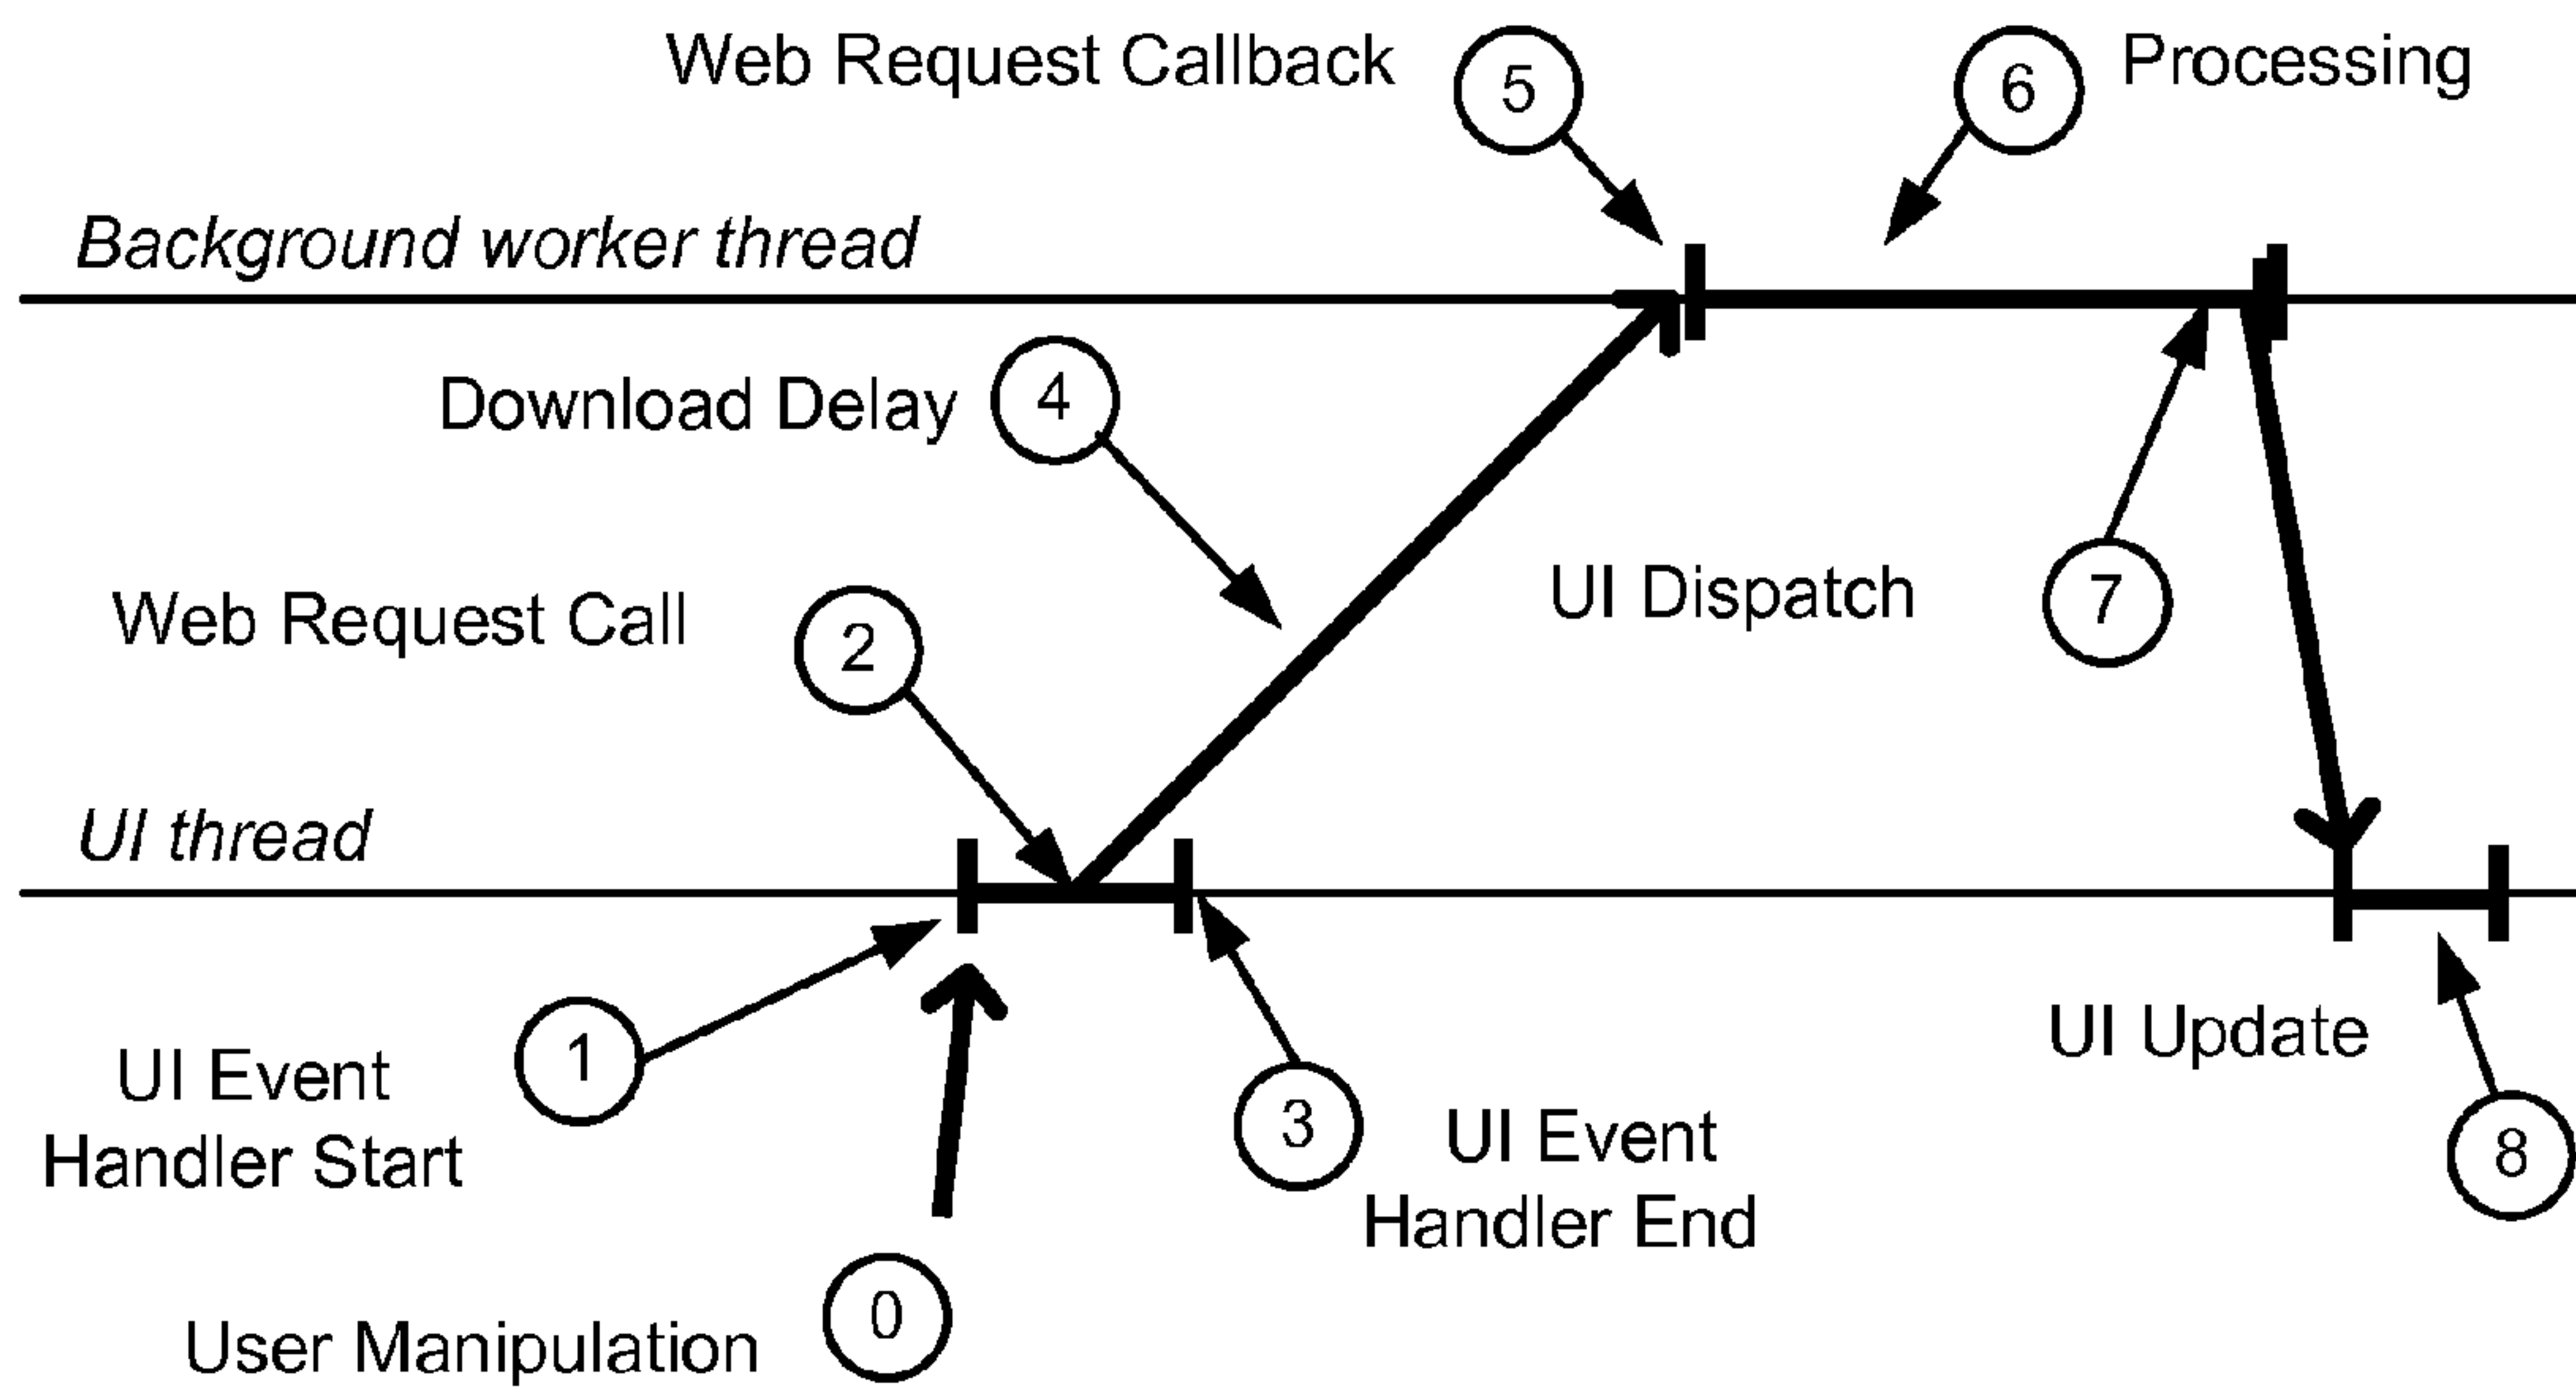 Web Request Callback 5 6 Processing
Background worker thread
Download Delay 4
Web Request Call 2
UI Dispatch 7
UI thread
1
UI Event
Handler Start
3
UI Event
Handler End
UI Update
8
0
User Manipulation